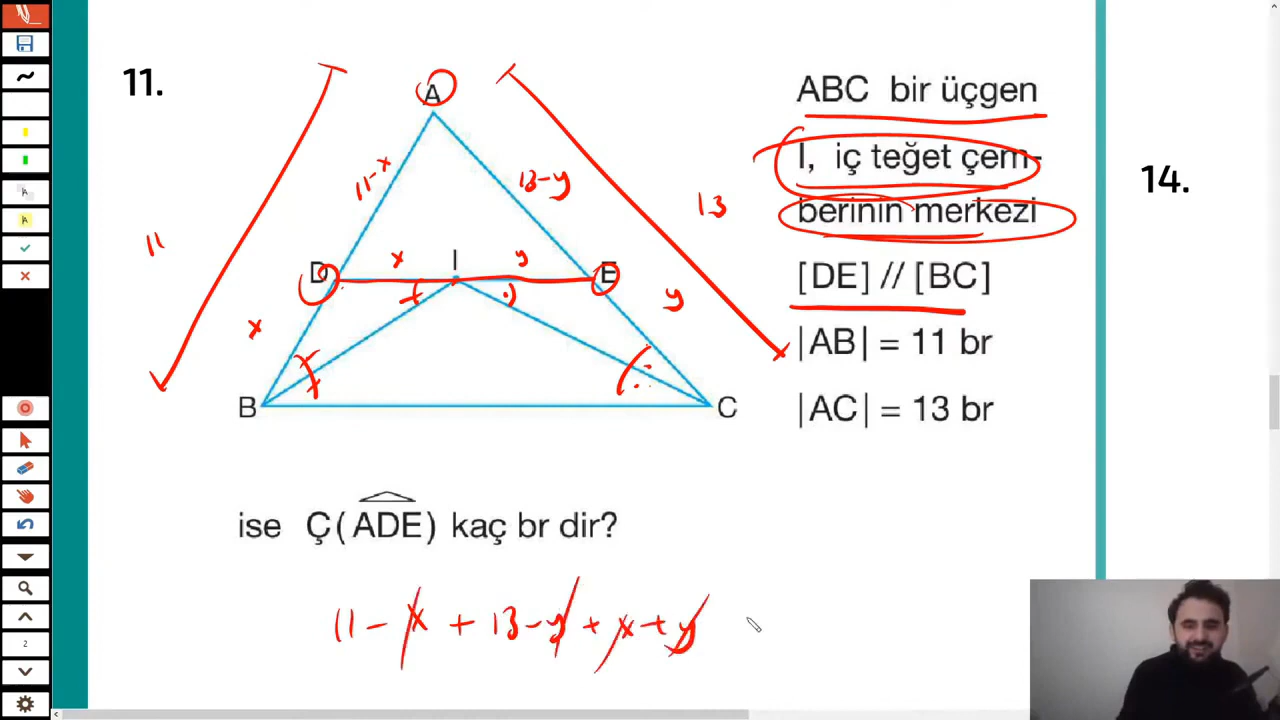 11.
A
11-x
13-y
11
13
D
x
I
y
E
x
y
B
C
ABC bir üçgen
I, iç teğet çem-
berinin merkezi
[DE] // [BC]
|AB| = 11 br
|AC| = 13 br
14.
ise Ç(ADE) kaç br dir?
11 - x + 13 - y + x + y
2